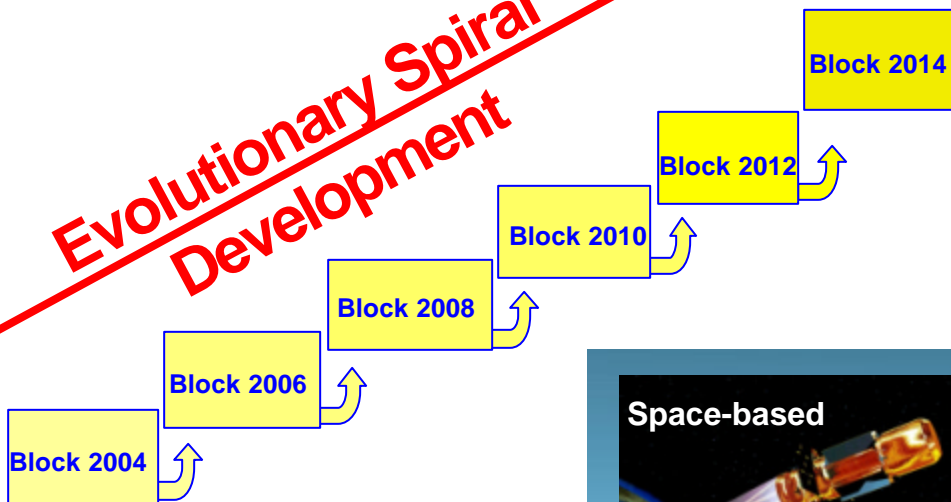 Evolutionary Spiral
Development
Block 2014
Block 2012
Block 2010
Block 2008
Block 2006
Block 2004
Space-based